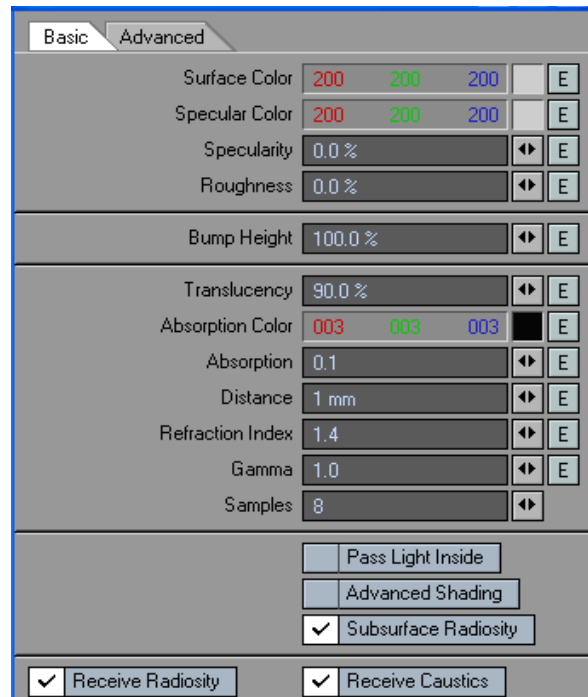 Basic Advanced
Surface Color 200 200 200 E
Specular Color 200 200 200 E
Specularity 0.0 % E
Roughness 0.0 % E
Bump Height 100.0 % E
Translucency 90.0 % E
Absorption Color 003 003 003 E
Absorption 0.1 E
Distance 1 mm E
Refraction Index 1.4 E
Gamma 1.0 E
Samples 8
Pass Light Inside
Advanced Shading
Subsurface Radiosity
Receive Radiosity Receive Caustics